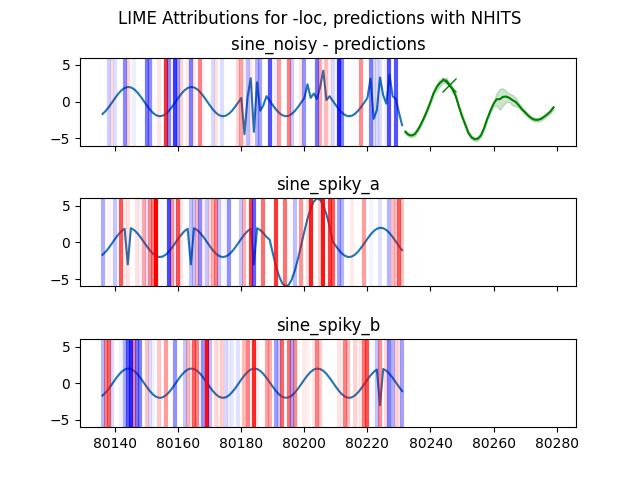 LIME Attributions for -loc, predictions with NHITS
sine_noisy - predictions
5
0
−5
sine_spiky_a
5
0
−5
sine_spiky_b
5
0
−5
80140 80160 80180 80200 80220 80240 80260 80280